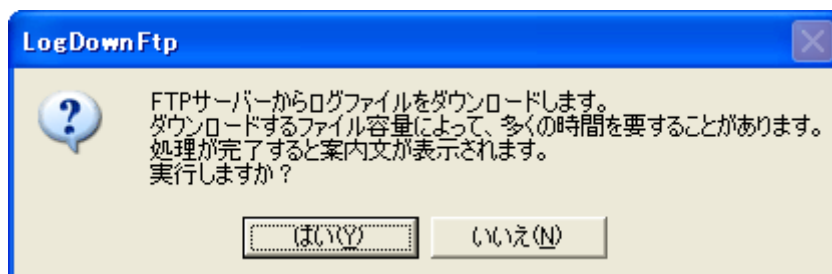 LogDownFtp
FTPサーバーからログファイルをダウンロードします。
ダウンロードするファイル容量によって、多くの時間を要することがあります。
処理が完了すると案内文が表示されます。
実行しますか？
はい(Y) いいえ(N)